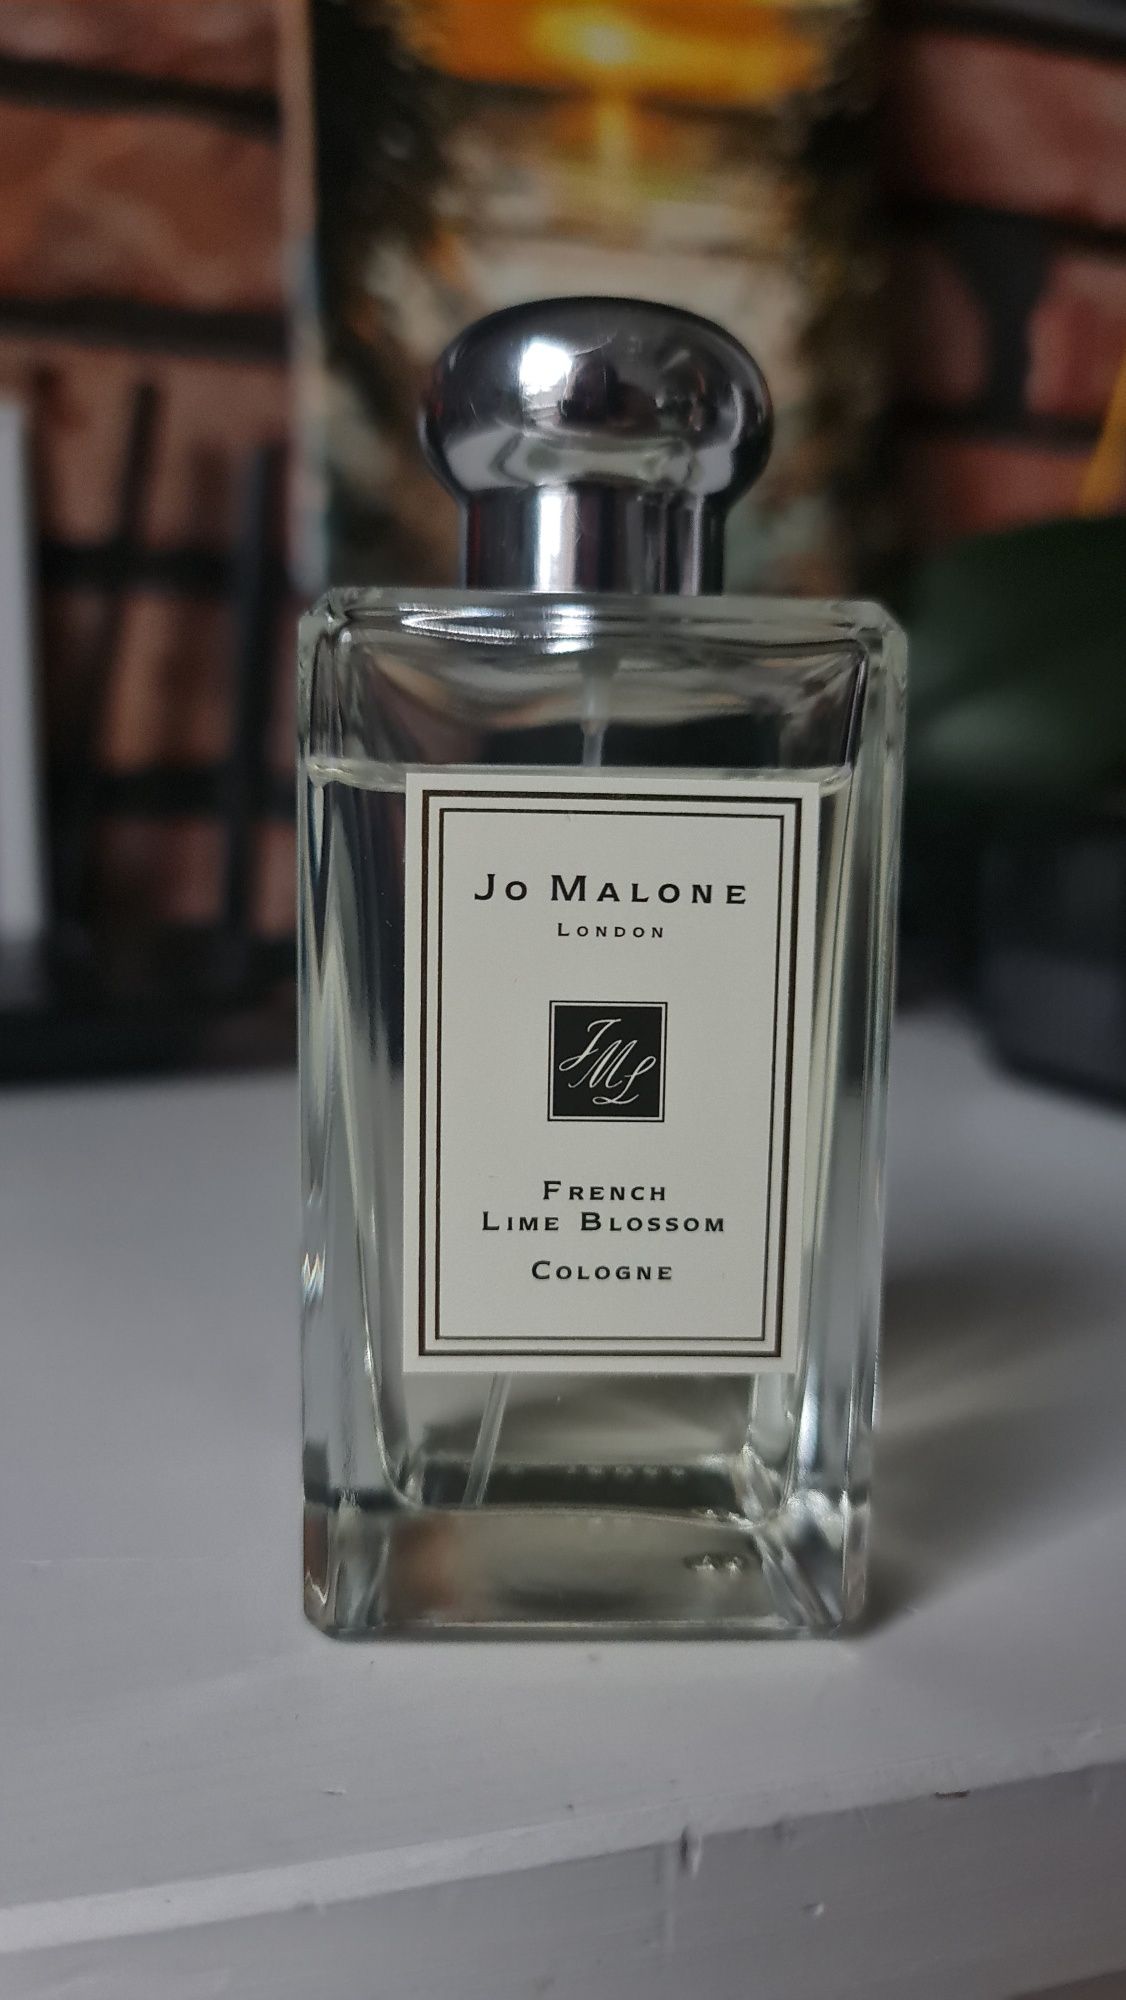 Jo Malone
London
JML
French
Lime Blossom
Cologne